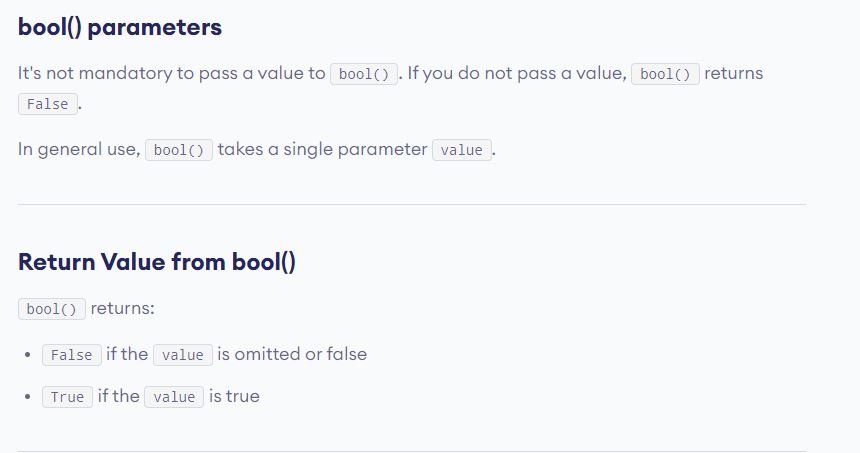 bool() parameters
It's not mandatory to pass a value to bool() . If you do not pass a value, bool() returns
False .
In general use, bool() takes a single parameter value .
Return Value from bool()
bool() returns:
• False if the value is omitted or false
• True if the value is true